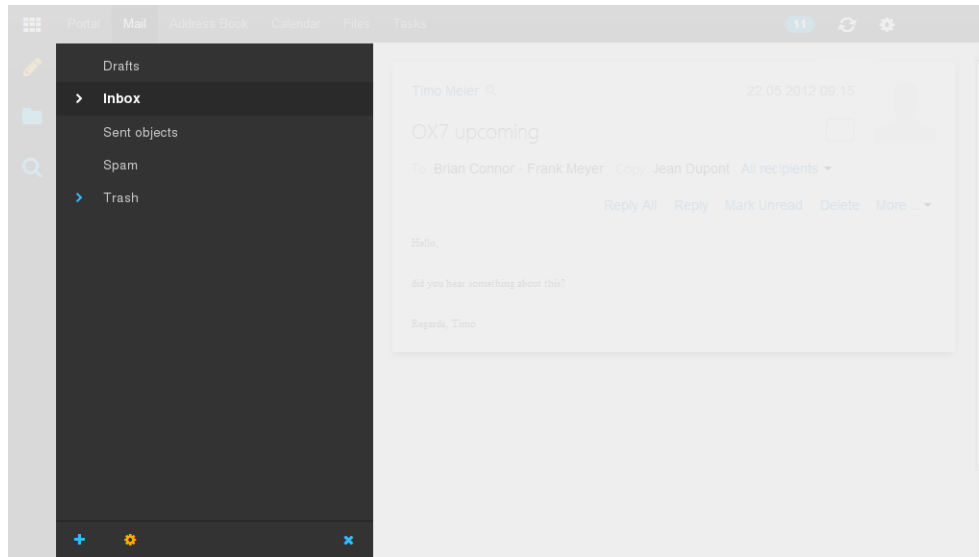 Portal Mail Address Book Calendar Files Tasks 11
Drafts
Inbox
Sent objects
Spam
Trash
Timo Meier 22.05.2012 09:15
OX7 upcoming
To Brian Connor - Frank Meyer Copy Jean Dupont All recipients
Reply All Reply Mark Unread Delete More ...
Hello,
did you hear something about this?
Regards, Timo